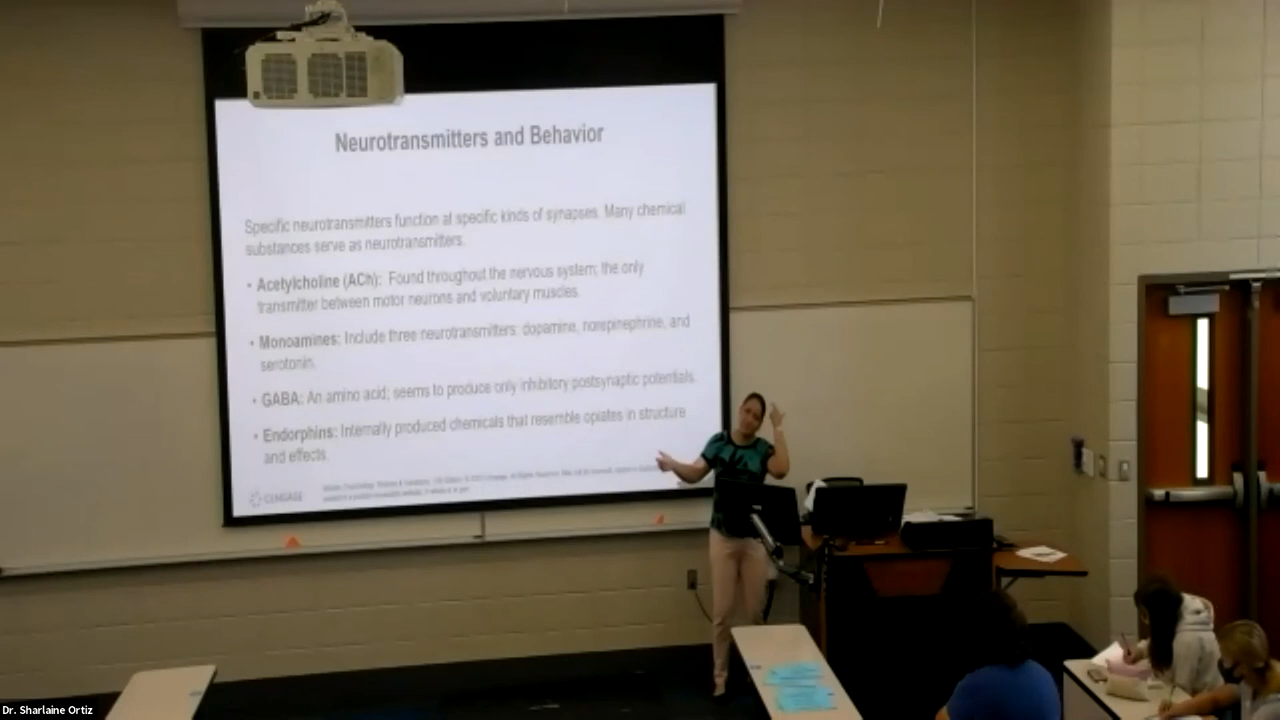 Neurotransmitters and Behavior
Specific neurotransmitters function at specific kinds of synapses. Many chemical
substances serve as neurotransmitters.
• Acetylcholine (ACh): Found throughout the nervous system; the only
transmitter between motor neurons and voluntary muscles.
• Monoamines: Include three neurotransmitters: dopamine, norepinephrine, and
serotonin.
• GABA: An amino acid; seems to produce only inhibitory postsynaptic potentials.
• Endorphins: Internally produced chemicals that resemble opiates in structure
and effects.
CENGAGE
Dr. Sharlaine Ortiz